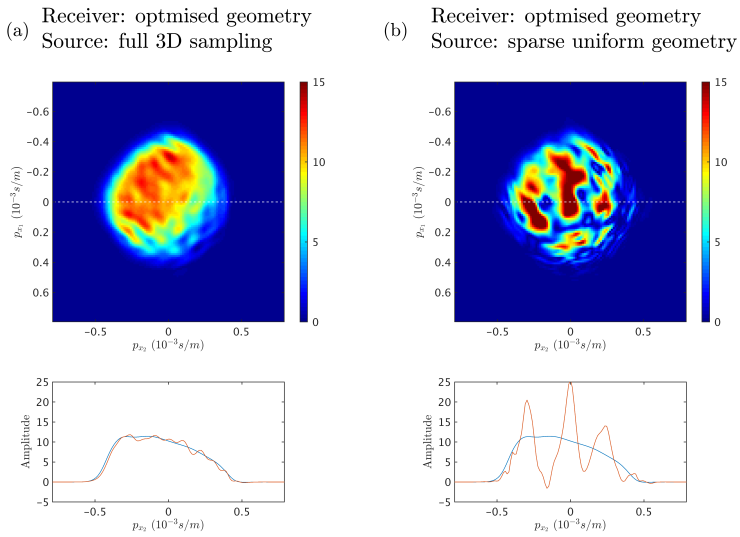 (a) Receiver: optmised geometry
Source: full 3D sampling
(b) Receiver: optmised geometry
Source: sparse uniform geometry
−0.6
−0.4
−0.2
0
0.2
0.4
0.6
p_{x_1} (10^{−3}s/m)
−0.5 0 0.5
p_{x_2} (10^{−3}s/m)
15
10
5
0
−0.6
−0.4
−0.2
0
0.2
0.4
0.6
p_{x_1} (10^{−3}s/m)
−0.5 0 0.5
p_{x_2} (10^{−3}s/m)
15
10
5
0
25
20
15
10
5
0
−5
Amplitude
−0.5 0 0.5
p_{x_2} (10^{−3}s/m)
25
20
15
10
5
0
−5
Amplitude
−0.5 0 0.5
p_{x_2} (10^{−3}s/m)